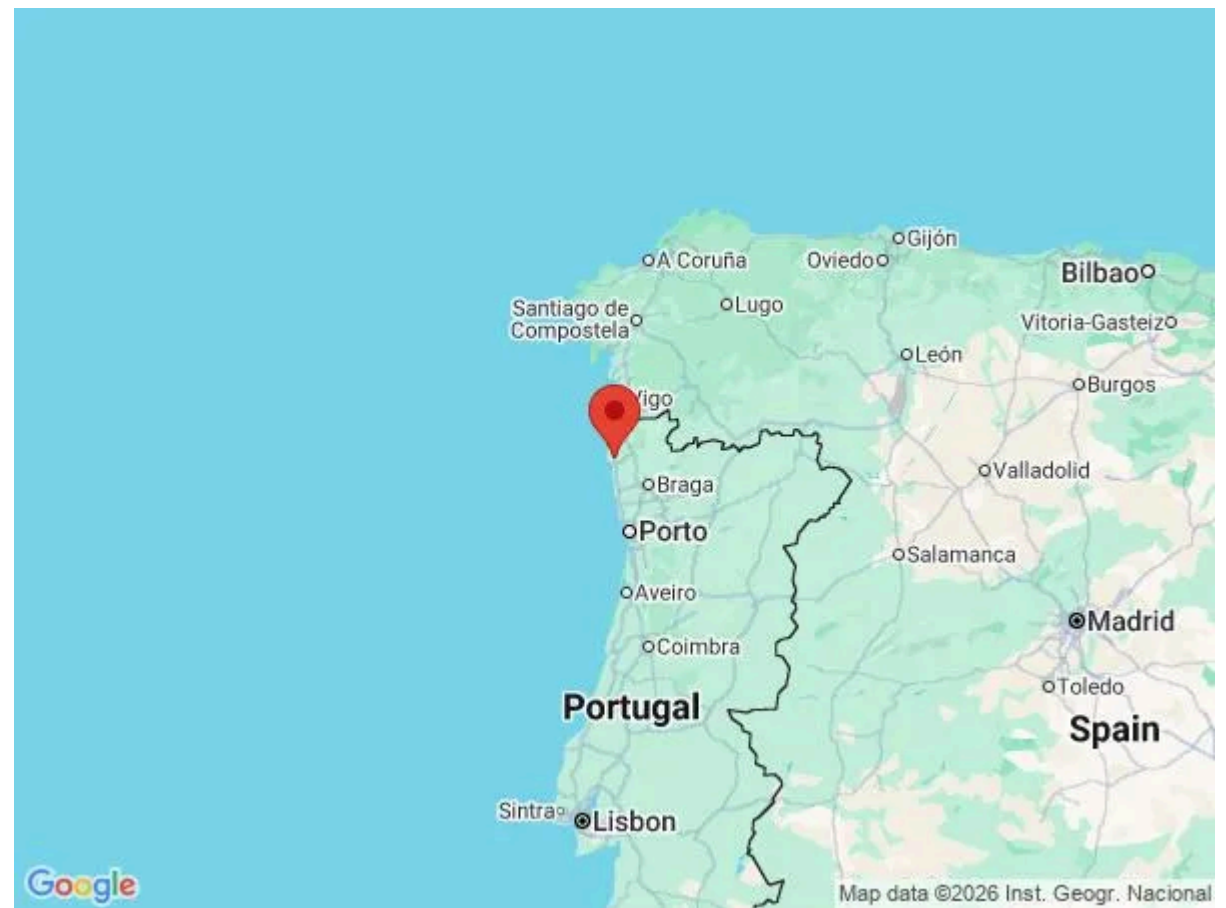 Gijón
A Coruña
Oviedo
Bilbao
Lugo
Santiago de
Compostela
Vitoria-Gasteiz
León
Burgos
Valladolid
Braga
Porto
Salamanca
Aveiro
Madrid
Coimbra
Toledo
Portugal
Spain
Sintra
Lisbon
Google
Map data ©2026 Inst. Geogr. Nacional